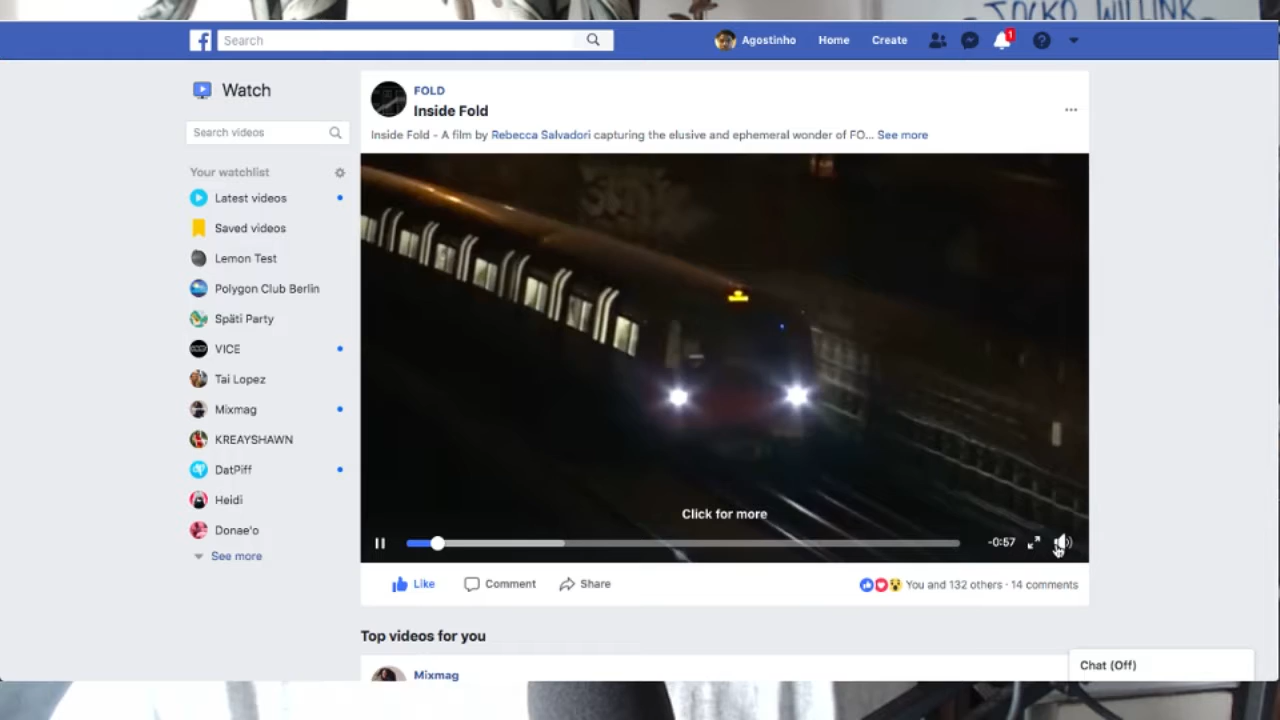 JOCKO WILLINK
Search
Agostinho
Home
Create
1
Watch
Search videos
Your watchlist
Latest videos
Saved videos
Lemon Test
Polygon Club Berlin
Späti Party
VICE
Tai Lopez
Mixmag
KREAYSHAWN
DatPiff
Heidi
Donae'o
See more
FOLD
Inside Fold
Inside Fold - A film by Rebecca Salvadori capturing the elusive and ephemeral wonder of FO... See more
Click for more
-0:57
Like
Comment
Share
You and 132 others · 14 comments
Top videos for you
Mixmag
Chat (Off)